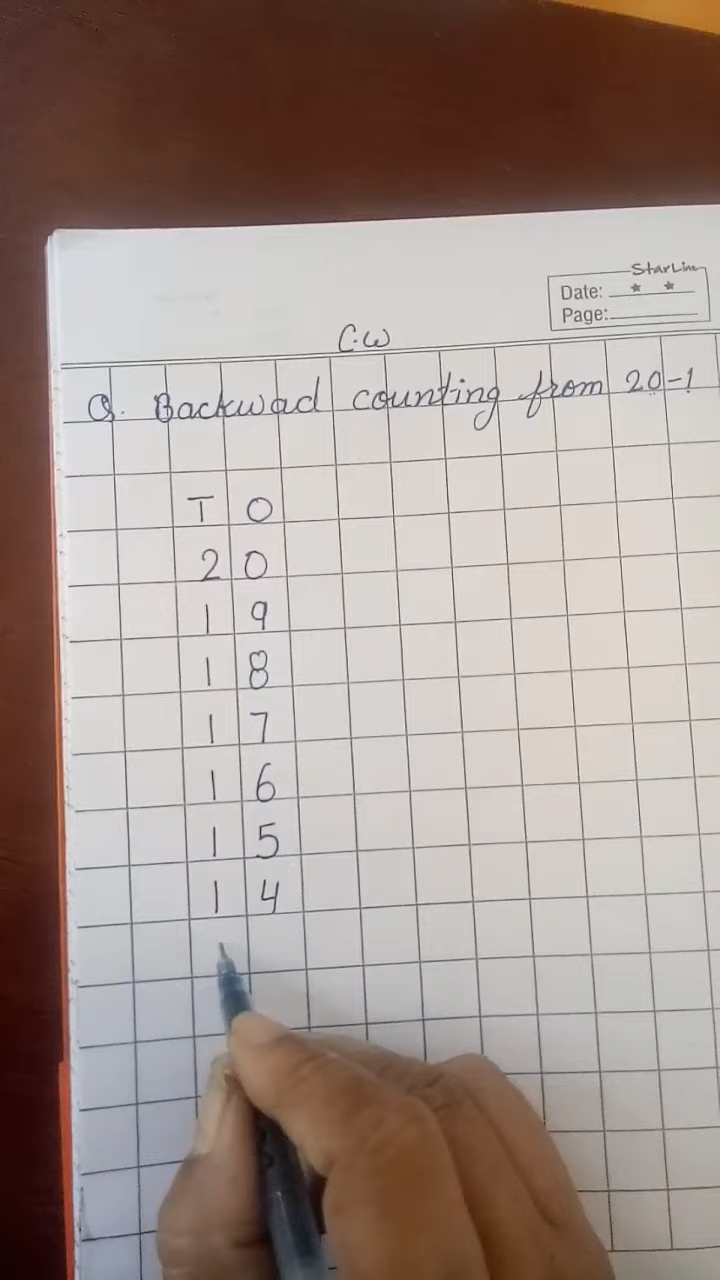 StarLine
Date:
Page:
C.W
Q. Backwad counting from 20-1
T O
2 0
1 9
1 8
1 7
1 6
1 5
1 4